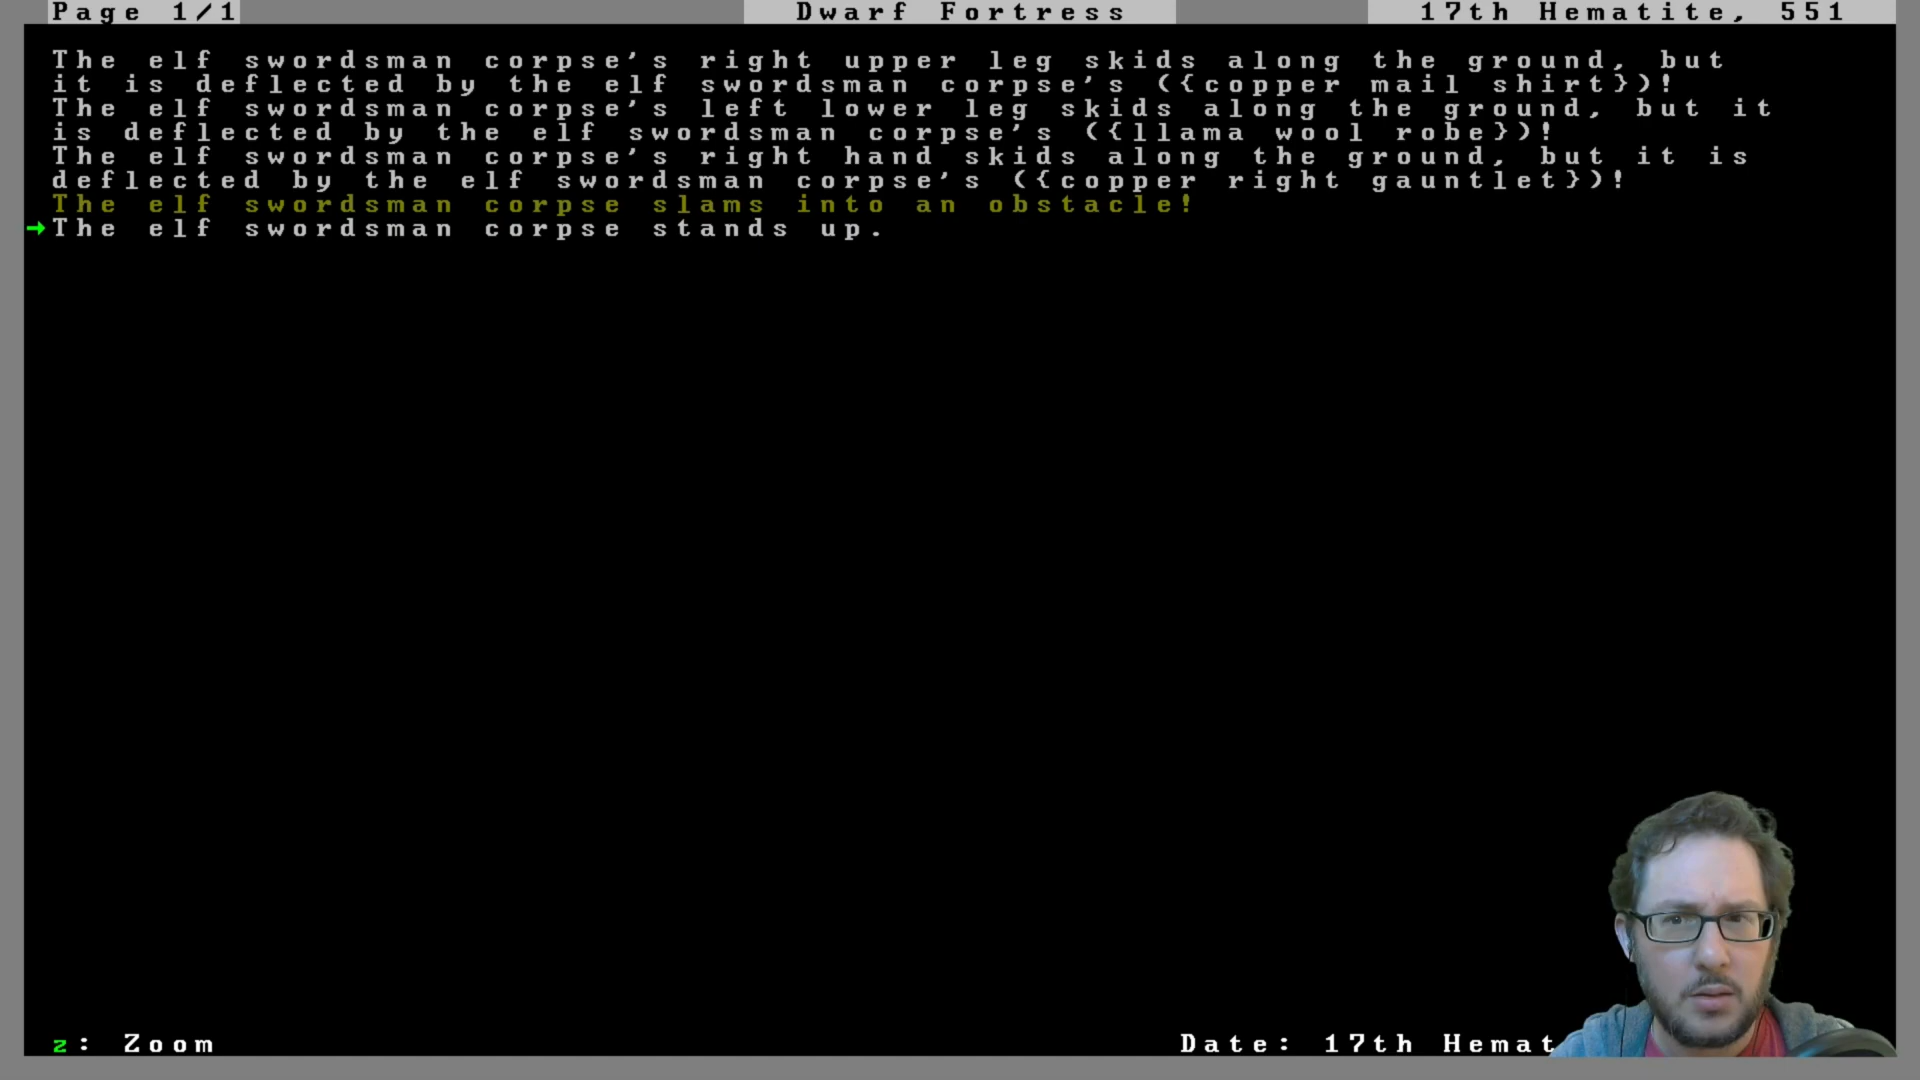 Page 1/1 Dwarf Fortress 17th Hematite, 551
The elf swordsman corpse's right upper leg skids along the ground, but
it is deflected by the elf swordsman corpse's ({copper mail shirt})!
The elf swordsman corpse's left lower leg skids along the ground, but it
is deflected by the elf swordsman corpse's ({llama wool robe})!
The elf swordsman corpse's right hand skids along the ground, but it is
deflected by the elf swordsman corpse's ({copper right gauntlet})!
The elf swordsman corpse slams into an obstacle!
→The elf swordsman corpse stands up.
z: Zoom Date: 17th Hemat